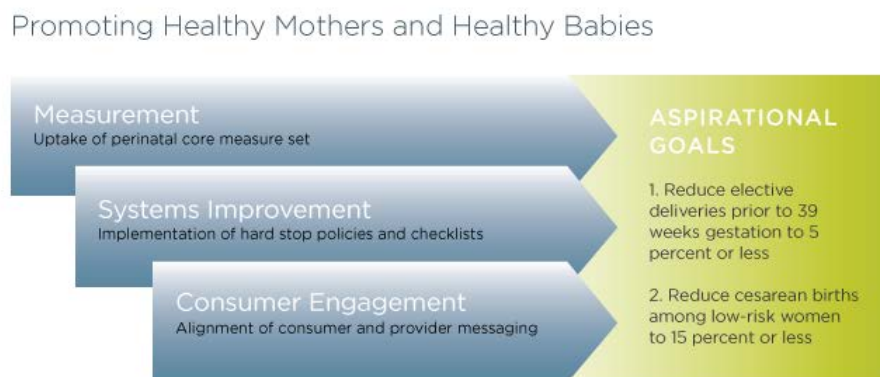 Promoting Healthy Mothers and Healthy Babies
Measurement
Uptake of perinatal core measure set
Systems Improvement
Implementation of hard stop policies and checklists
Consumer Engagement
Alignment of consumer and provider messaging
ASPIRATIONAL
GOALS
1. Reduce elective
deliveries prior to 39
weeks gestation to 5
percent or less
2. Reduce cesarean births
among low-risk women
to 15 percent or less